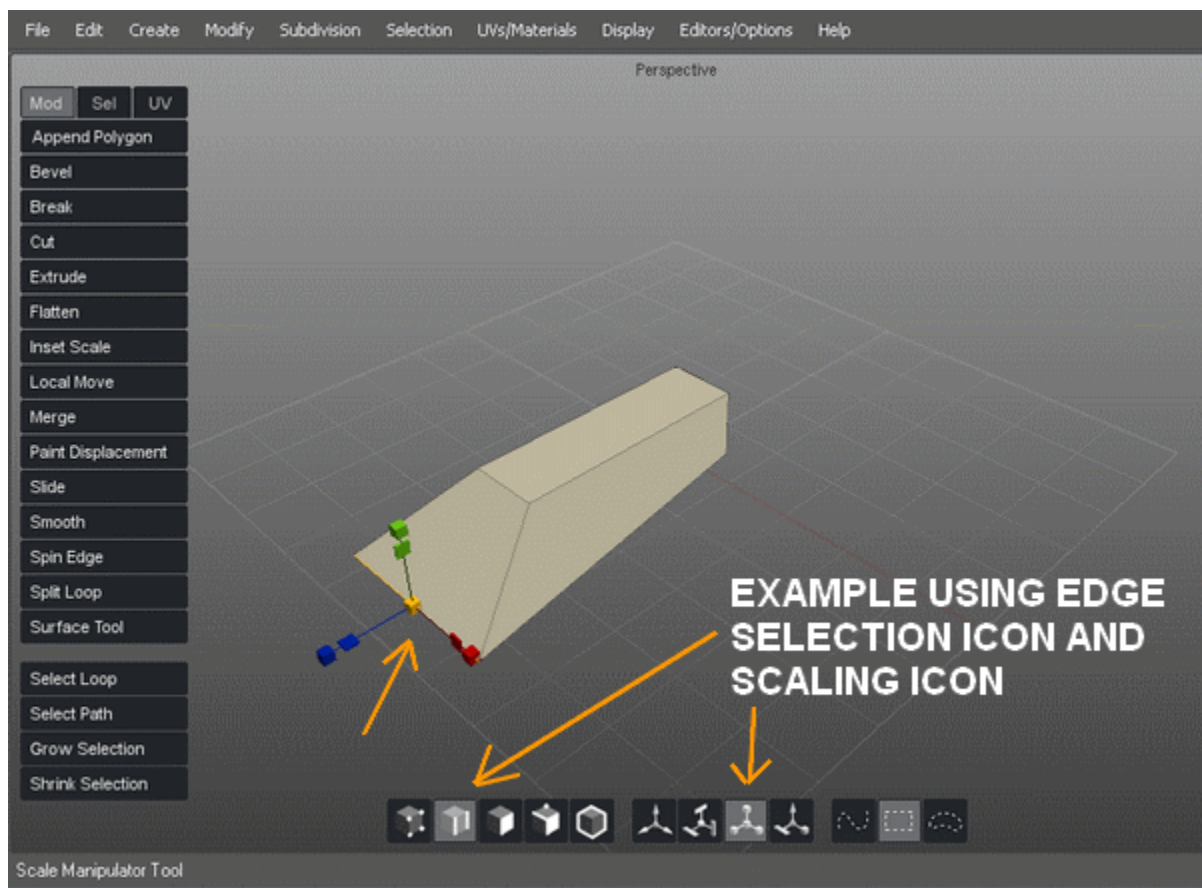 File Edit Create Modify Subdivision Selection UVs/Materials Display Editors/Options Help
Perspective
Mod Sel UV
Append Polygon
Bevel
Break
Cut
Extrude
Flatten
Inset Scale
Local Move
Merge
Paint Displacement
Slide
Smooth
Spin Edge
Split Loop
Surface Tool
Select Loop
Select Path
Grow Selection
Shrink Selection
EXAMPLE USING EDGE
SELECTION ICON AND
SCALING ICON
Scale Manipulator Tool